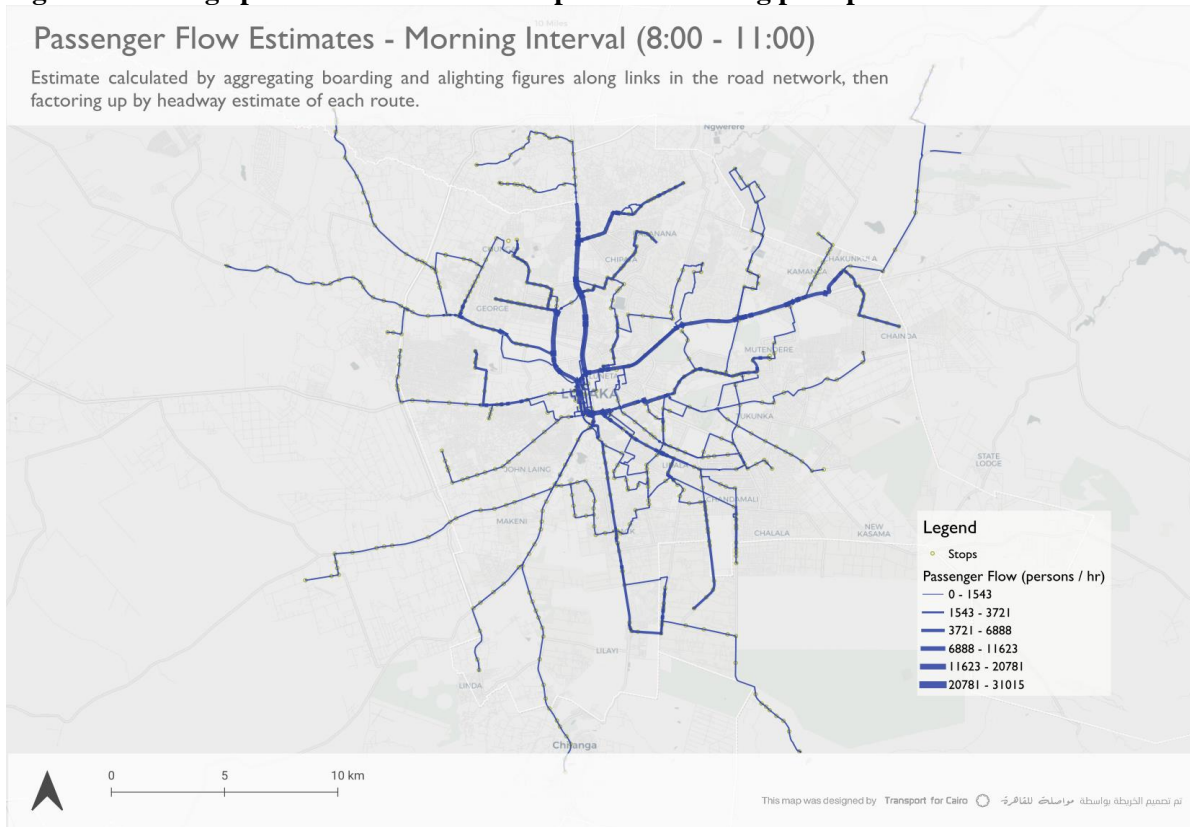 Passenger Flow Estimates - Morning Interval (8:00 - 11:00)
Estimate calculated by aggregating boarding and alighting figures along links in the road network, then
factoring up by headway estimate of each route.
Ngwerere
CHIPATA
CHAKUNKULA
KAMANGA
GEORGE
CHAINDA
MUTENDERE
LUSAKA
STATE
LODGE
JOHN LAING
MAKENI
CHALALA
NEW
KASAMA
LILAYI
LINDA
Chilanga
Legend
Stops
Passenger Flow (persons / hr)
0 - 1543
1543 - 3721
3721 - 6888
6888 - 11623
11623 - 20781
20781 - 31015
0 5 10 km
This map was designed by Transport for Cairo تم تصميم الخريطة بواسطة مواصلة للقاهرة